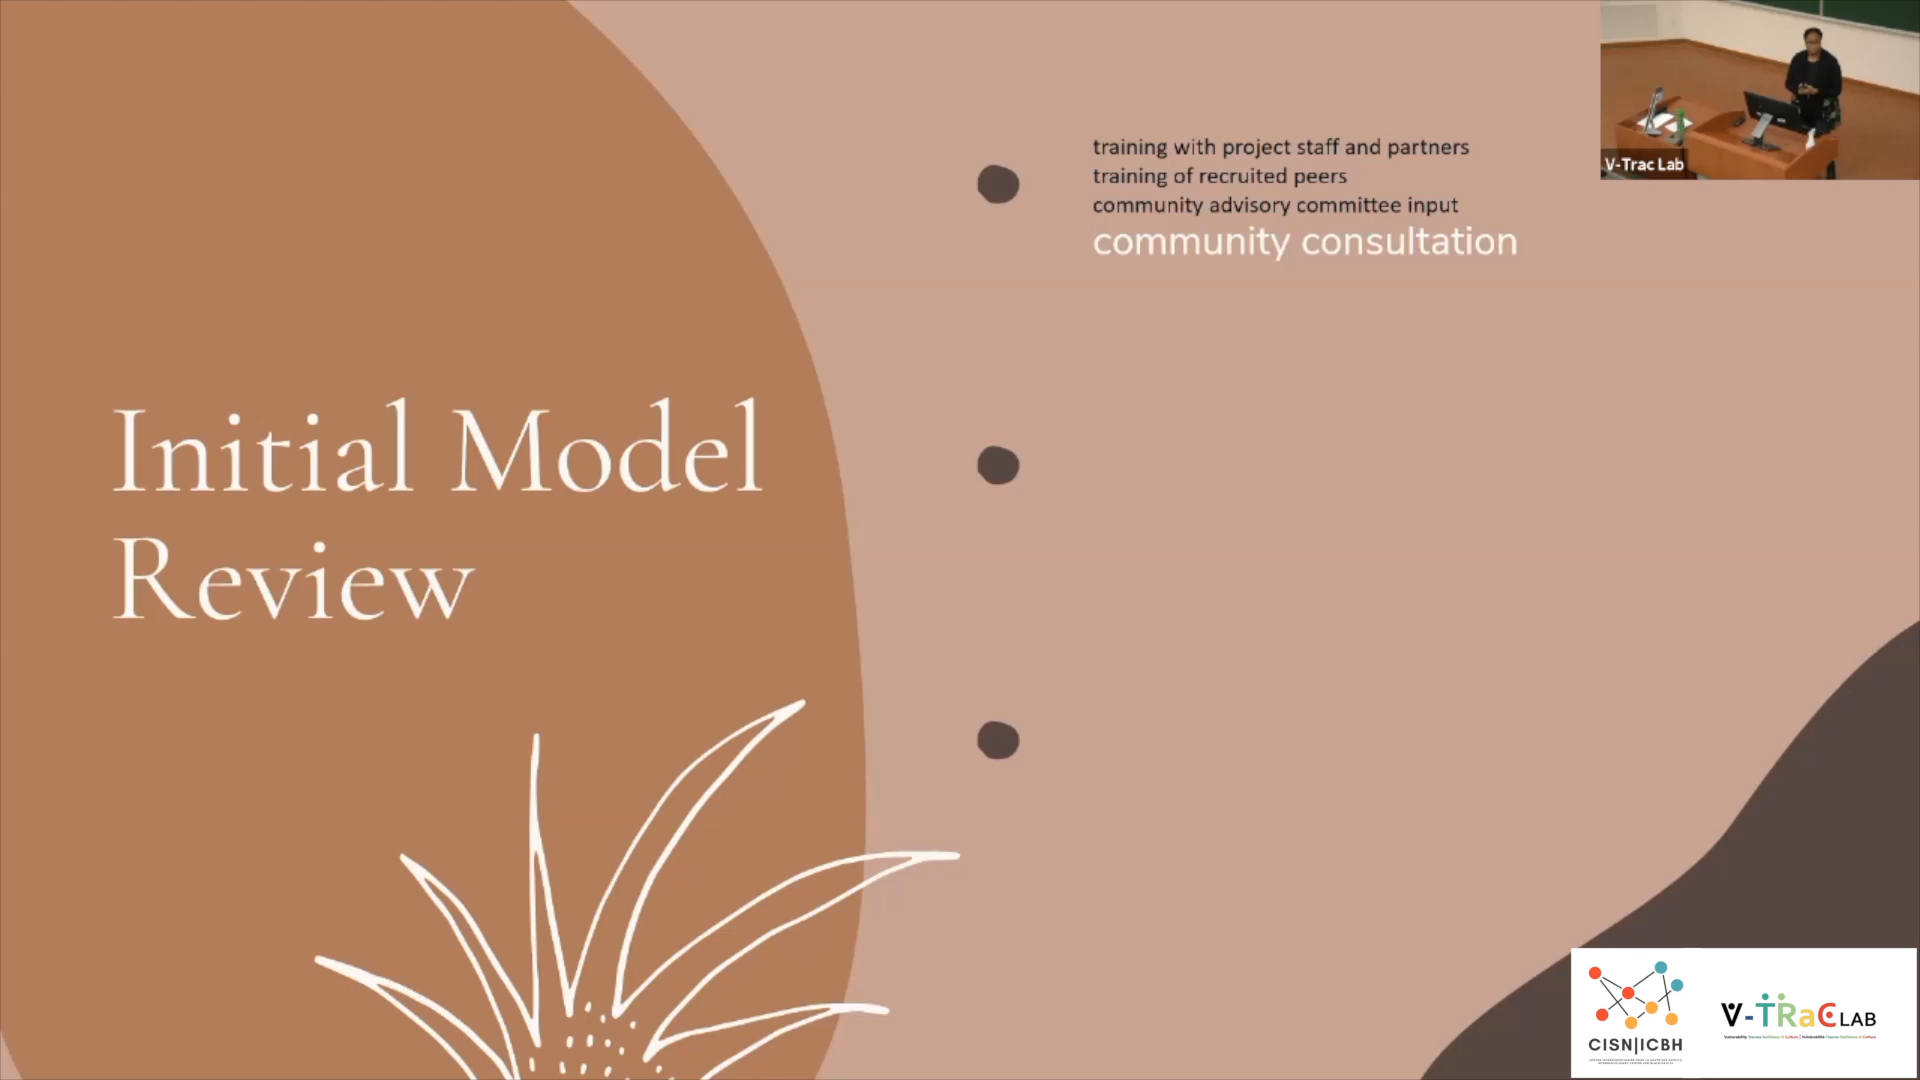 training with project staff and partners
training of recruited peers
community advisory committee input
community consultation
V-Trac Lab
Initial Model
Review
CISN|ICBH
V-TRaC LAB